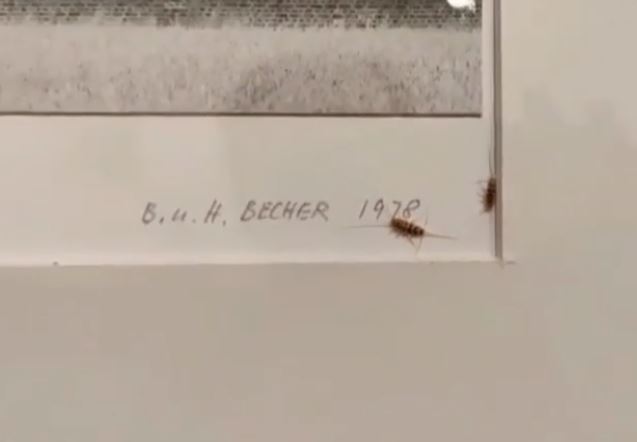 B. u. H. BECHER 1978